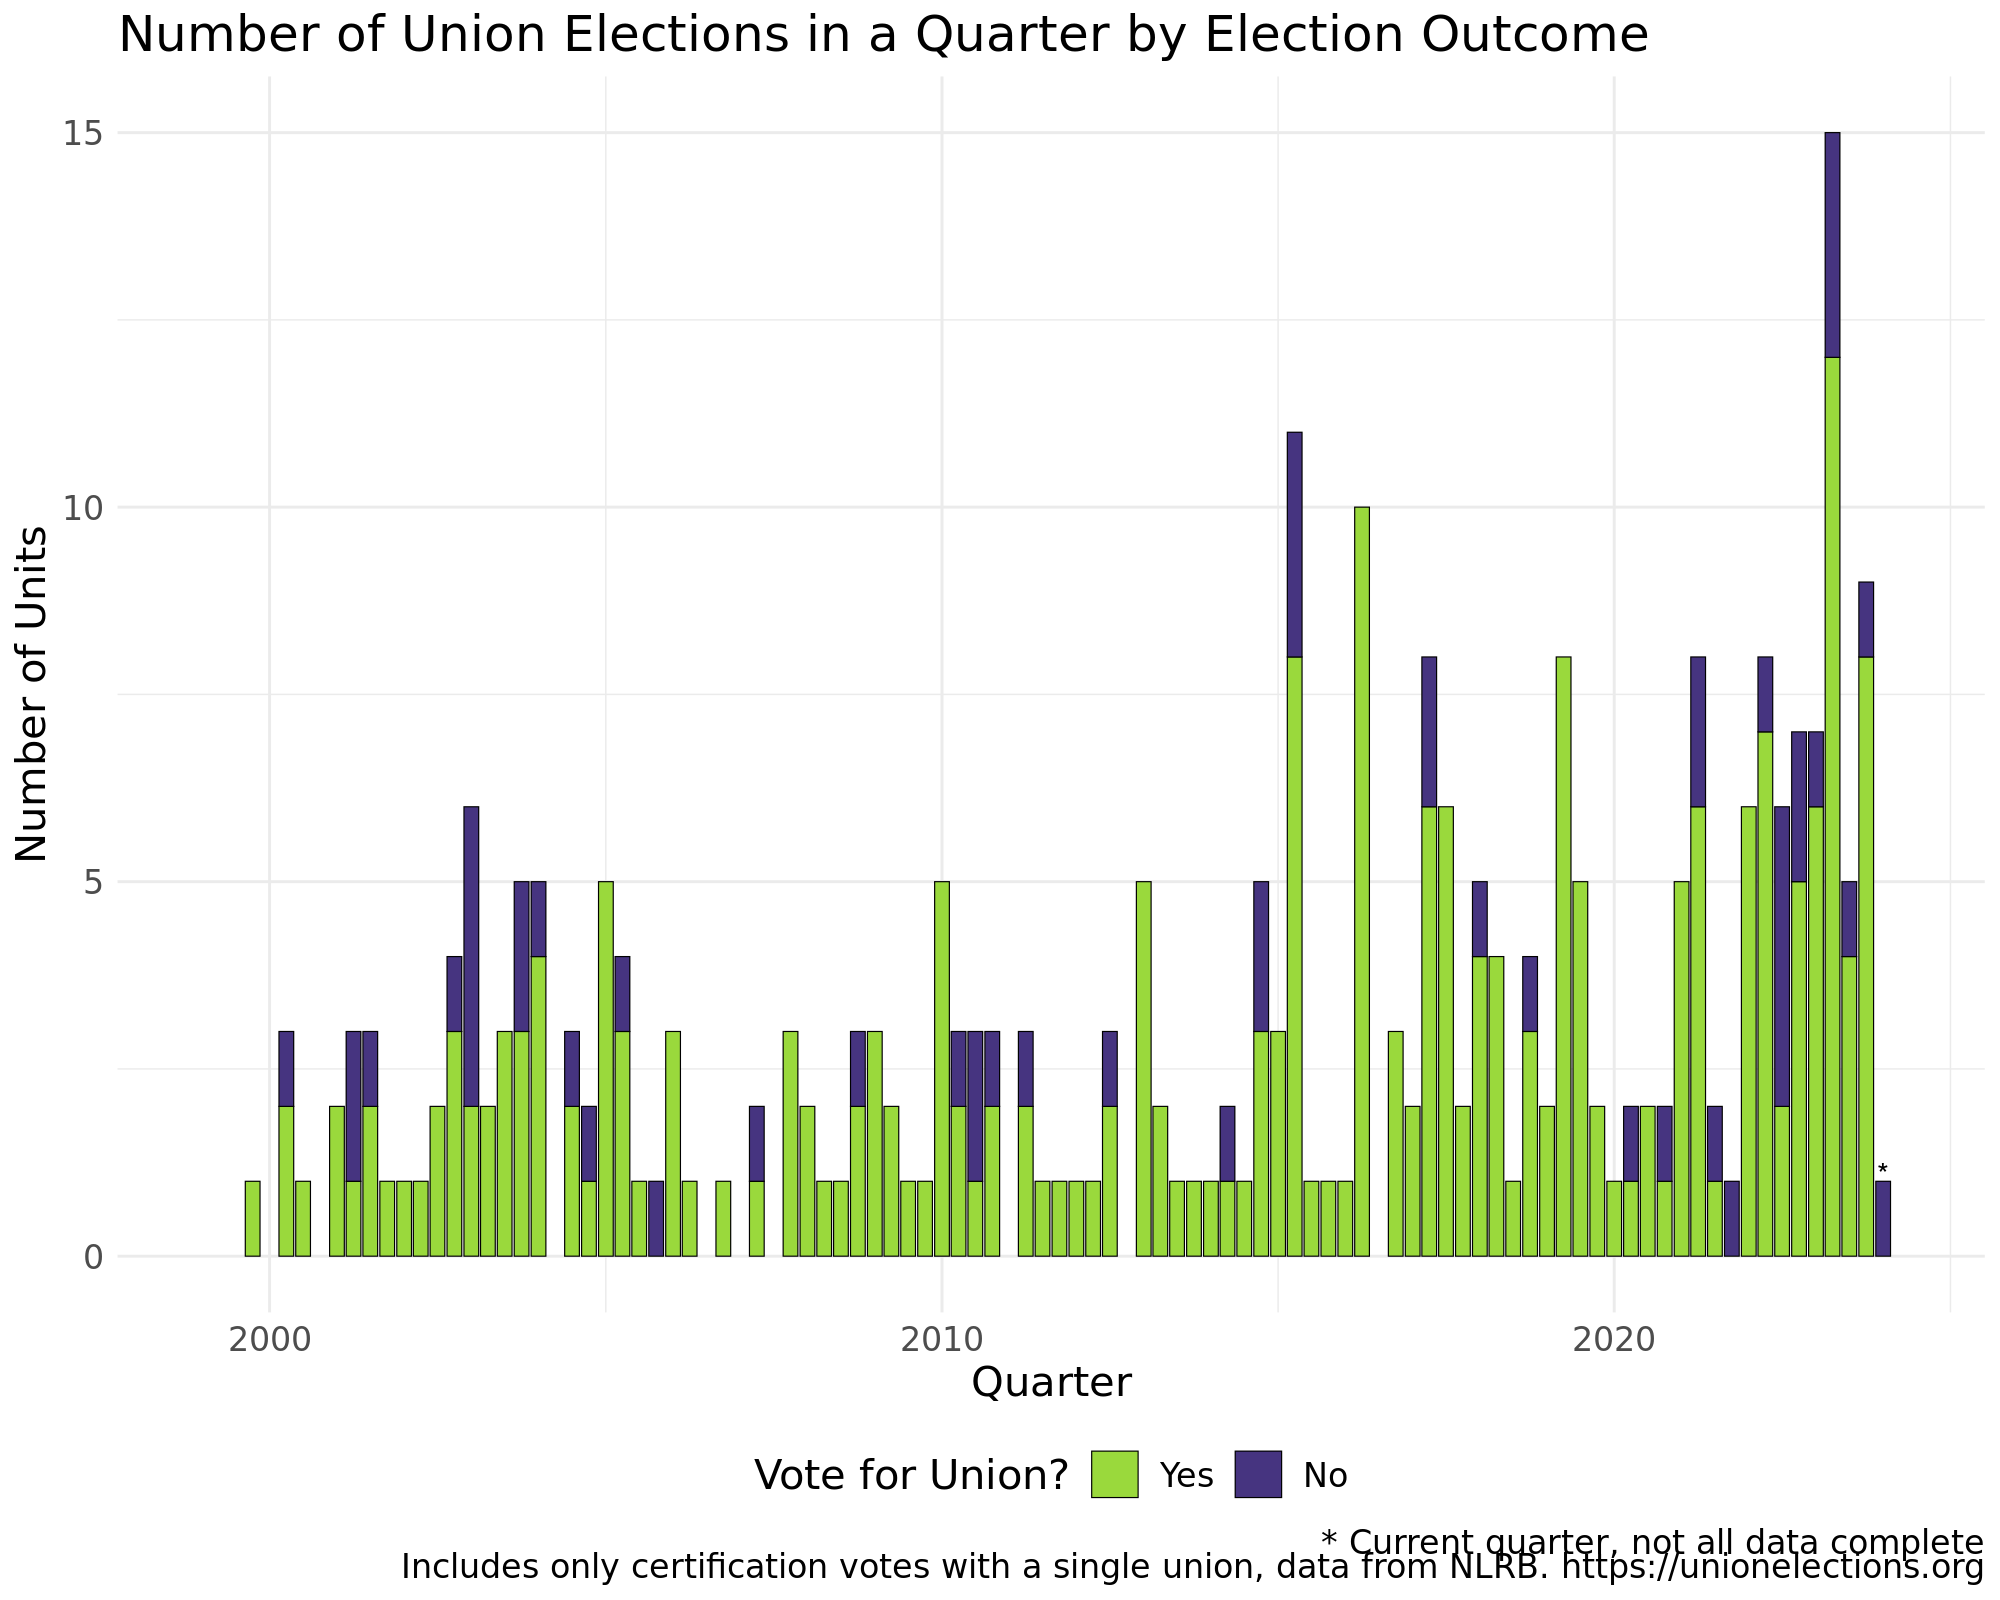 Number of Union Elections in a Quarter by Election Outcome
Number of Units
15
10
5
0
*
2000 2010 2020
Quarter
Vote for Union? Yes No
* Current quarter, not all data complete
Includes only certification votes with a single union, data from NLRB. https://unionelections.org